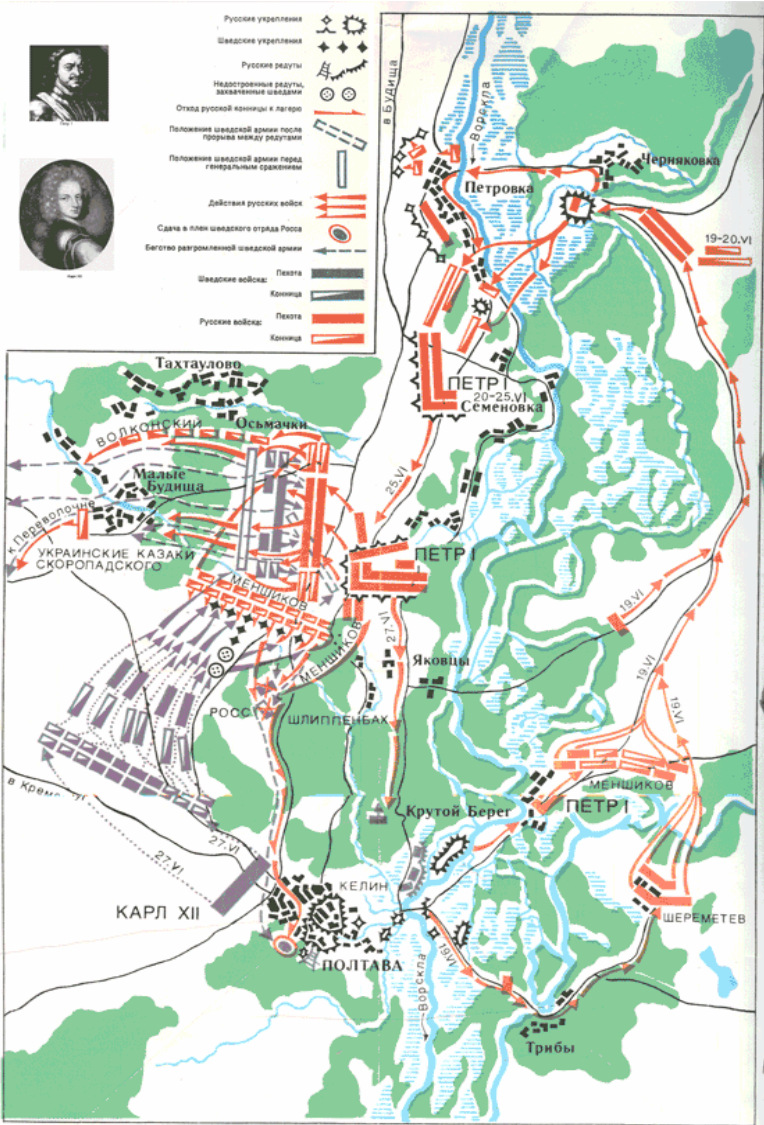 Русские укрепления
Шведские укрепления
Русские редуты
Недостроенные редуты,
захваченные шведами
Отход русской конницы к лагерю
Положения шведской армии после
прорыва между редутами
Положение шведской армии перед
генеральным сражением
Действия русских войск
Сдача в плен шведского отряда Росса
Бегство разгромленной шведской армии
Шведские войска:
Пехота
Конница
Русские войска:
Пехота
Конница
в Будища
Ворскла
Черняковка
Петровка
19-20.VI
ПЕТР I
20-25.VI
Семеновка
Тахтаулово
Осьмачки
ВОЛКОНСКИЙ
Малые
Будища
25.VI
к Переволочне
УКРАИНСКИЕ КАЗАКИ
СКОРОПАДСКОГО
ПЕТР I
МЕНШИКОВ
МЕНШИКОВ
27.VI
19.VI
Яковцы
19.VI
19.VI
РОСС
ШЛИППЕНБАХ
МЕНШИКОВ
ПЕТР I
Крутой Берег
27.VI
27.VI
КЕЛИН
КАРЛ XII
ШЕРЕМЕТЕВ
19.VI
ПОЛТАВА
Ворскла
Трибы